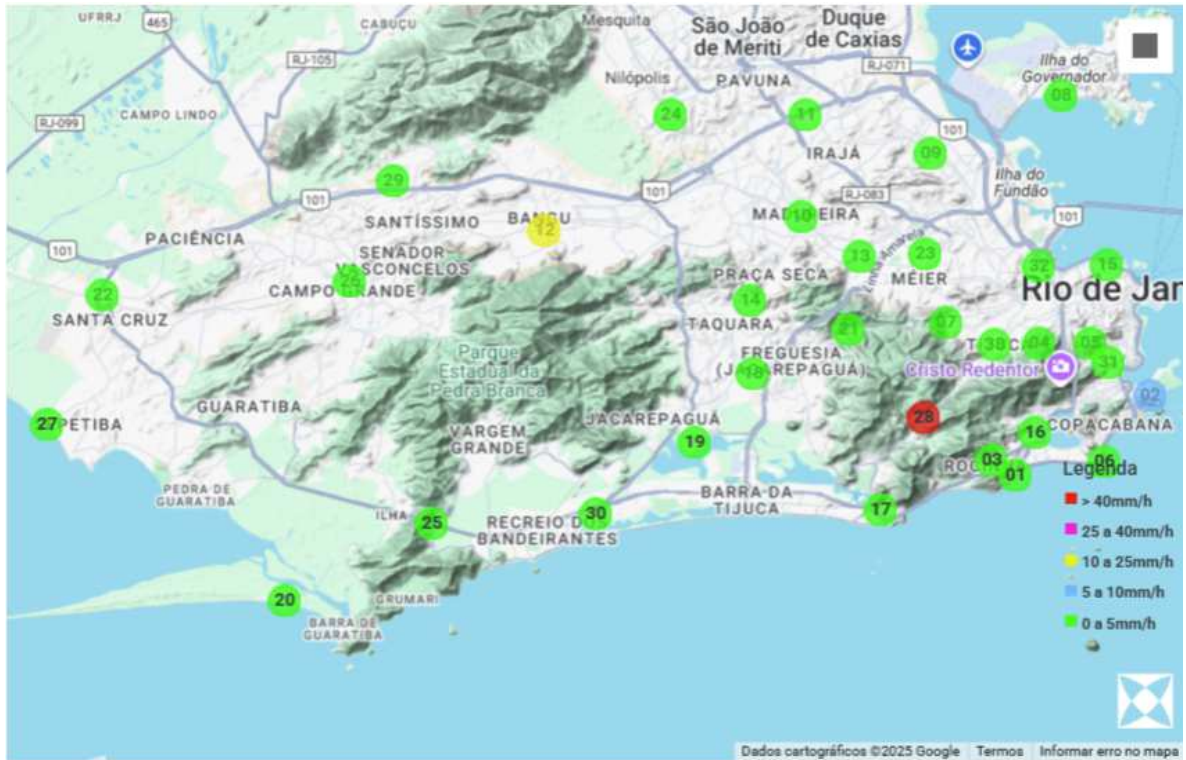 UFRRJ
465
CABUÇU
Mesquita
São João
de Meriti
Duque
de Caxias
RJ-105
Nilópolis
PAVUNA
RJ-071
Ilha do
Governador
08
RJ-099
CAMPO LINDO
24
11
101
IRAJÁ
09
29
101
101
RJ-083
Ilha do
Fundão
SANTÍSSIMO
BANGU
12
10
101
PACIÊNCIA
101
SENADOR
VASCONCELOS
CAMPO GRANDE
PRAÇA SECA
13
23
MÉIER
32
15
22
SANTA CRUZ
14
Rio de Jan
TAQUARA
21
07
38
04
05
Parque
Estadual da
Pedra Branca
FREGUESIA
(JACAREPAGUÁ)
18
Cristo Redentor
31
GUARATIBA
02
27
28
JACAREPAGUÁ
19
VARGEM
GRANDE
16
COPACABANA
03
01
06
PEDRA DE
GUARATIBA
ILHA
25
30
RECREIO DOS
BANDEIRANTES
BARRA DA
TIJUCA
17
Legenda
> 40mm/h
25 a 40mm/h
10 a 25mm/h
5 a 10mm/h
0 a 5mm/h
20
GRUMARI
BARRA DE
GUARATIBA
Dados cartográficos ©2025 Google
Termos
Informar erro no mapa